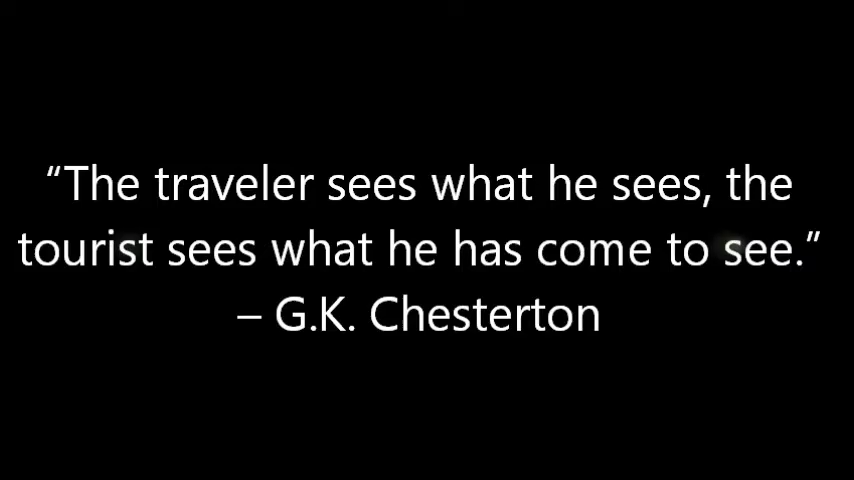 “The traveler sees what he sees, the
tourist sees what he has come to see.”
– G.K. Chesterton